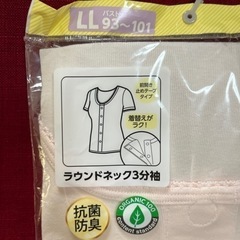 LL バスト 93~101
前開き
止めテープ
タイプ
着替えが
ラク!
ラウンドネック3分袖
抗菌
防臭
ORGANIC 100
content standard